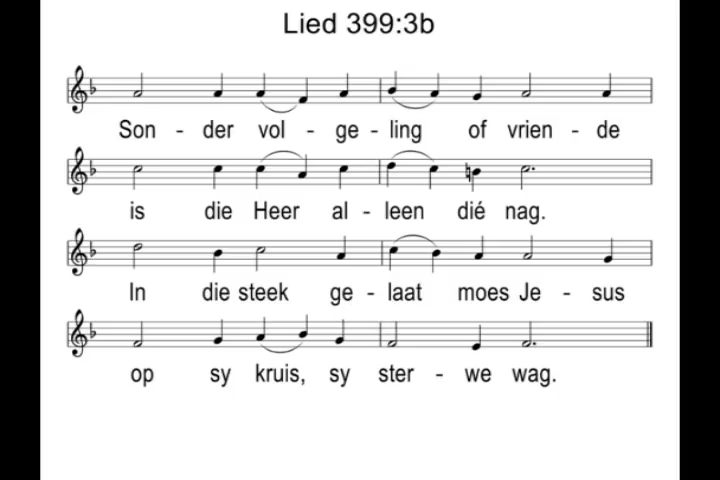 Lied 399:3b
Son - der vol - ge - ling of vrien - de
is die Heer al - leen dié nag.
In die steek ge - laat moes Je - sus
op sy kruis, sy ster - we wag.